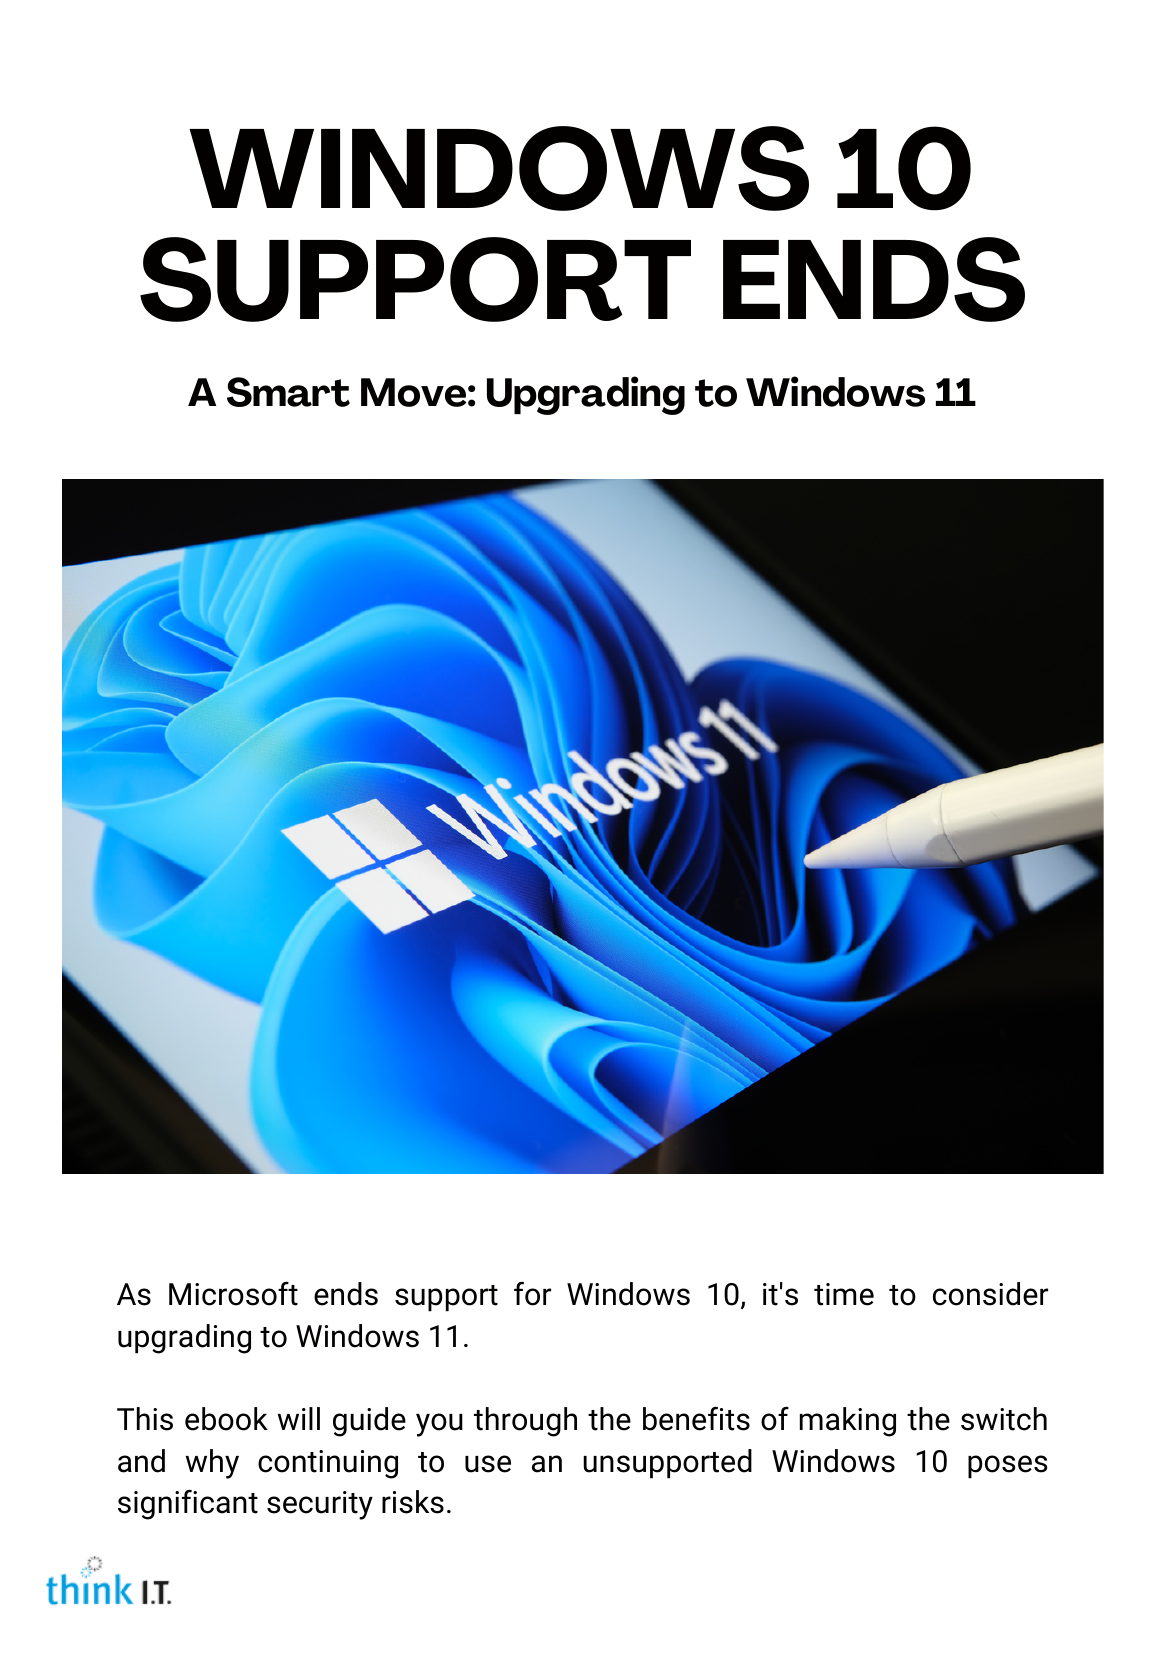 WINDOWS 10
SUPPORT ENDS
A Smart Move: Upgrading to Windows 11
Windows 11
As Microsoft ends support for Windows 10, it's time to consider
upgrading to Windows 11.
This ebook will guide you through the benefits of making the switch
and why continuing to use an unsupported Windows 10 poses
significant security risks.
think I.T.